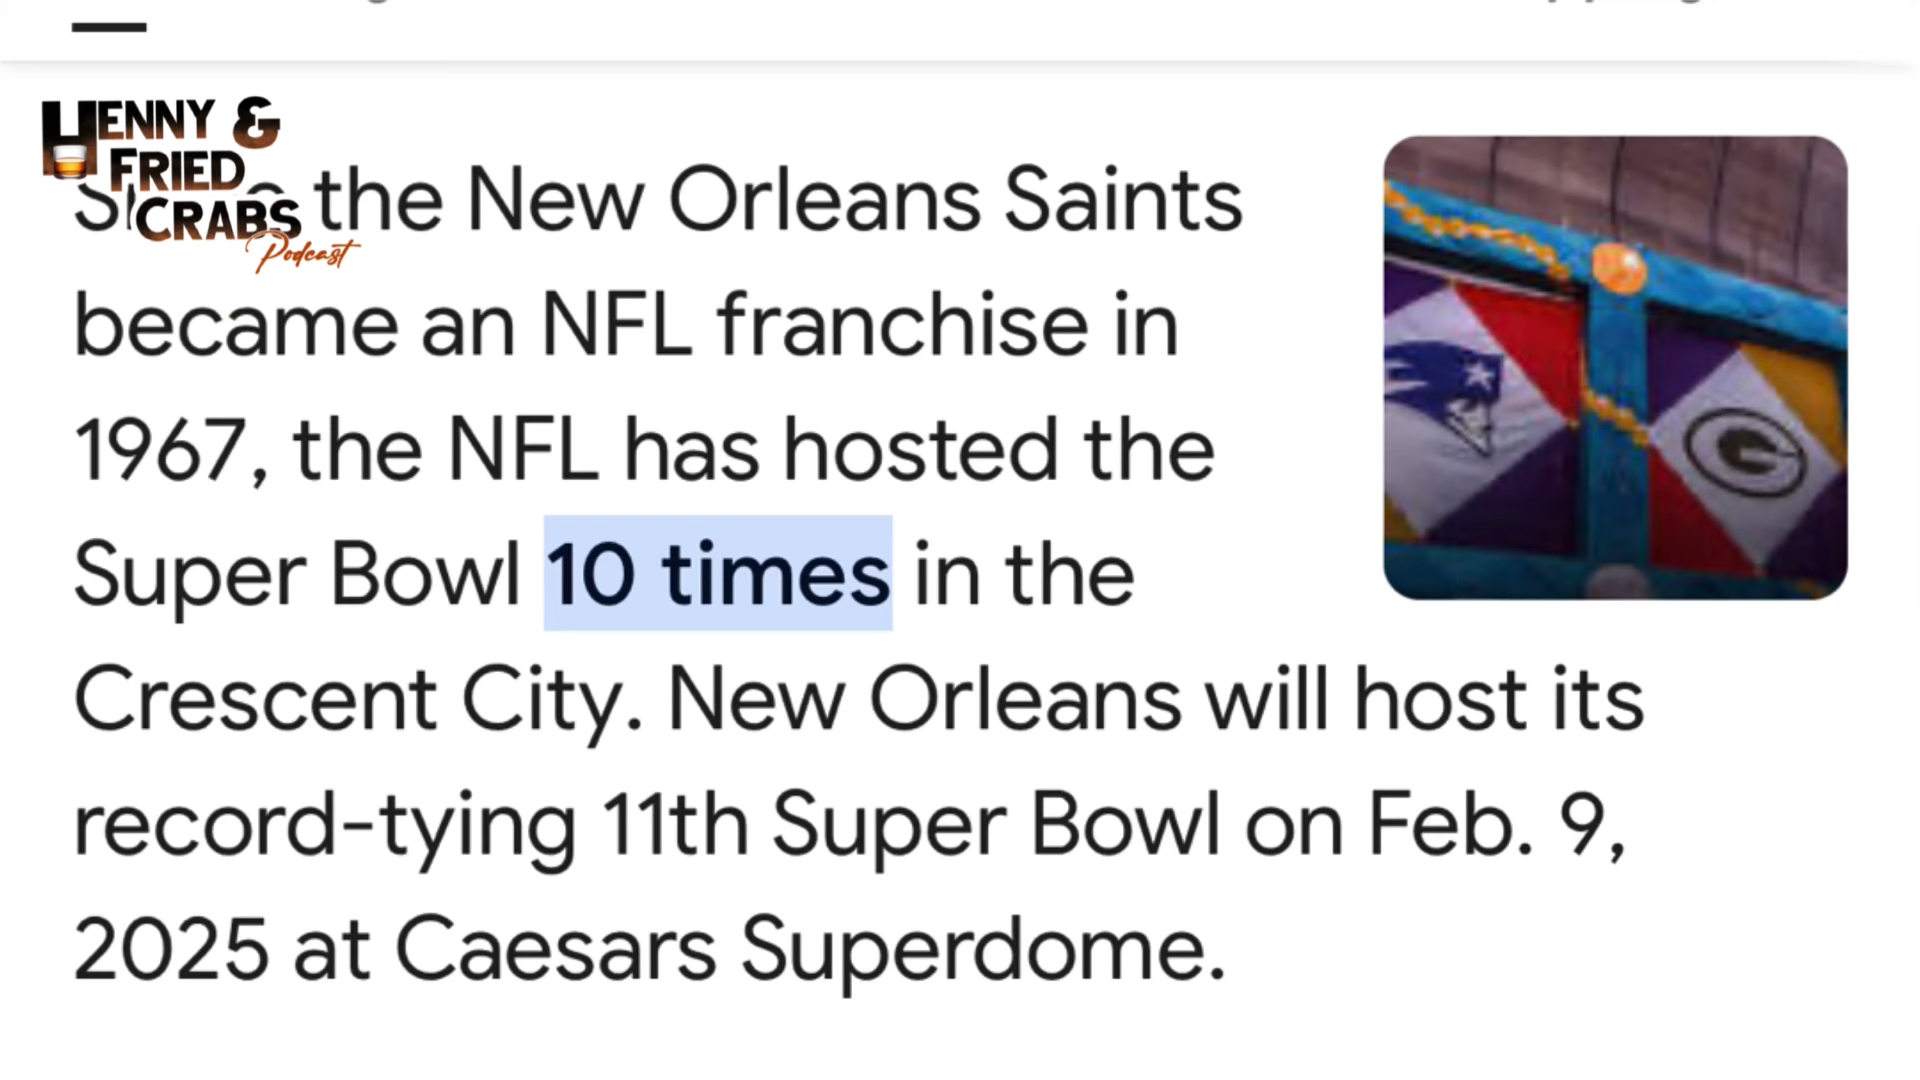 HENNY &
FRIED
CRABS
Podcast
the New Orleans Saints
became an NFL franchise in
1967, the NFL has hosted the
Super Bowl 10 times in the
Crescent City. New Orleans will host its
record-tying 11th Super Bowl on Feb. 9,
2025 at Caesars Superdome.